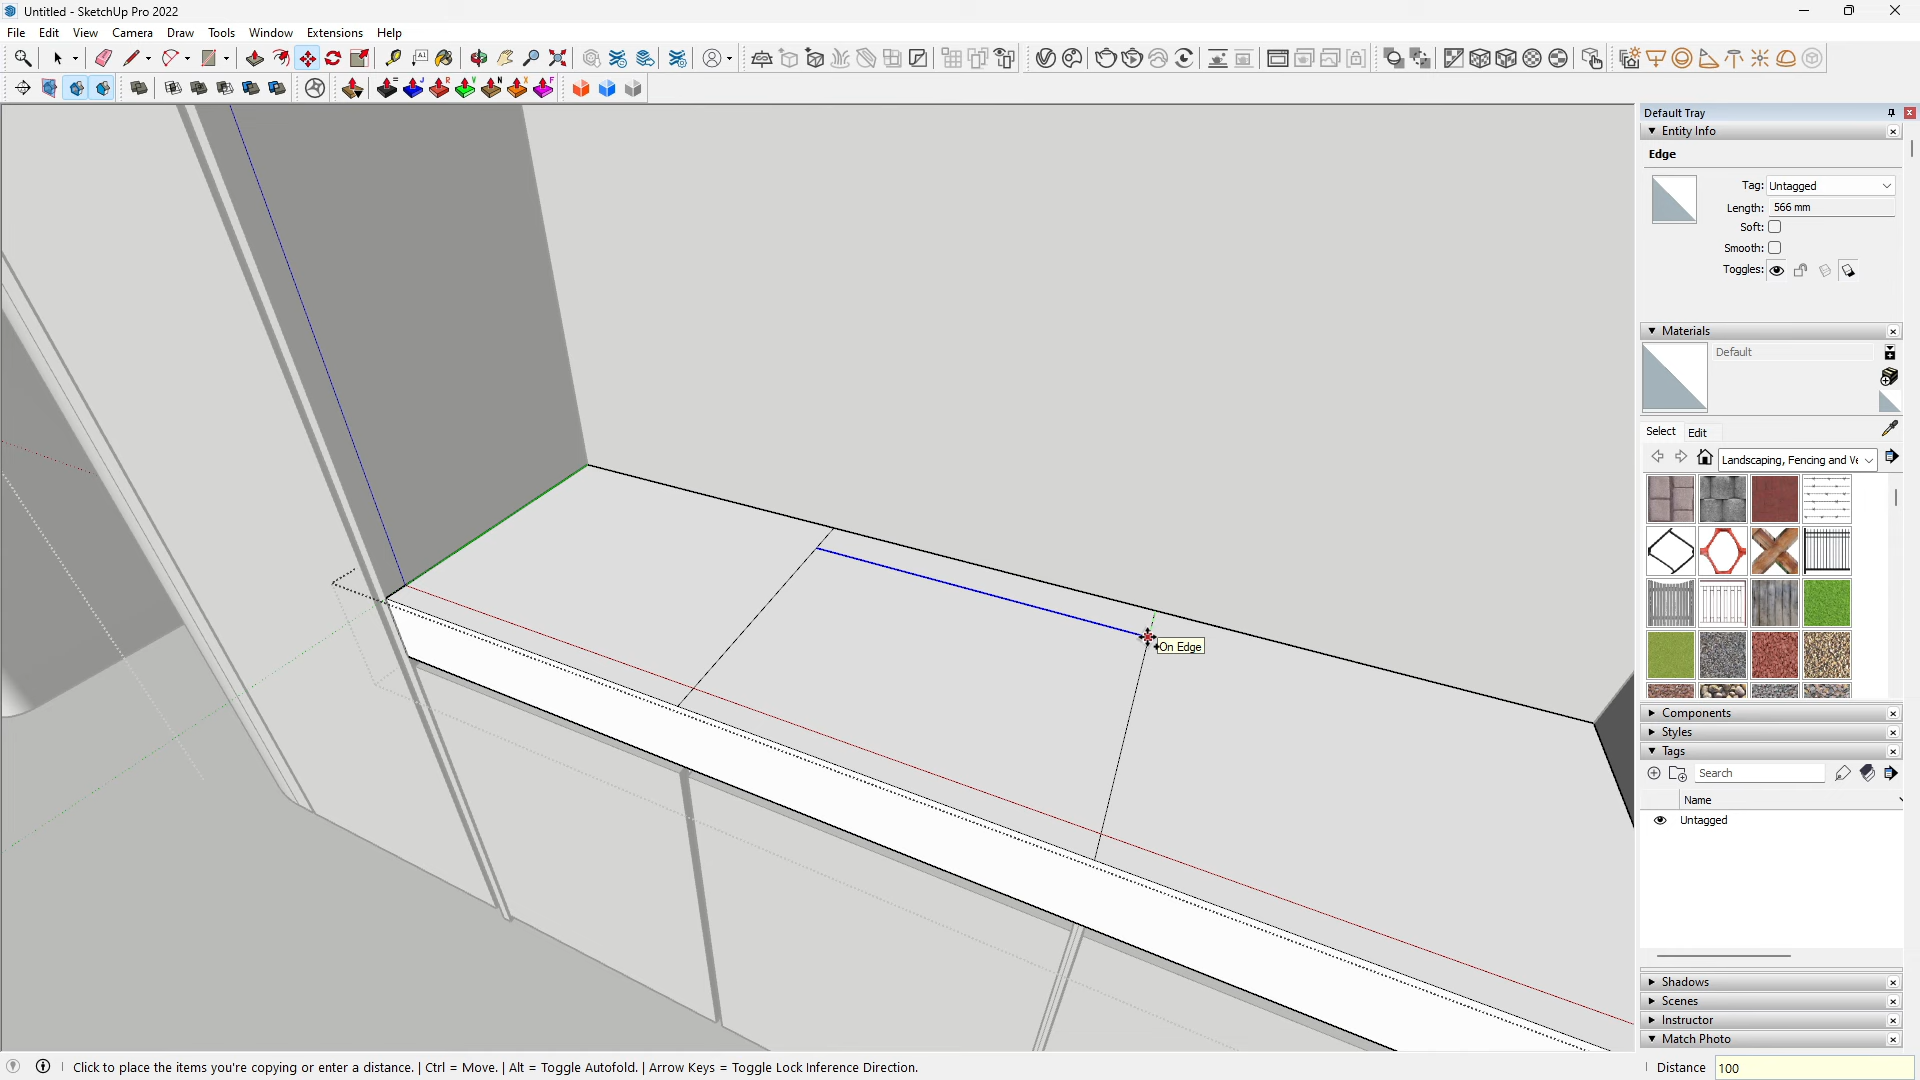 Untitled - SketchUp Pro 2022
File Edit View Camera Draw Tools Window Extensions Help
Default Tray
Entity Info
Edge
Tag: Untagged
Length: 566 mm
Soft:
Smooth:
Toggles:
Materials
Default
Select Edit
Landscaping, Fencing and Ve
On Edge
Components
Styles
Tags
Search
Name
Untagged
Shadows
Scenes
Instructor
Match Photo
Click to place the items you're copying or enter a distance. | Ctrl = Move. | Alt = Toggle Autofold. | Arrow Keys = Toggle Lock Inference Direction.
Distance 100